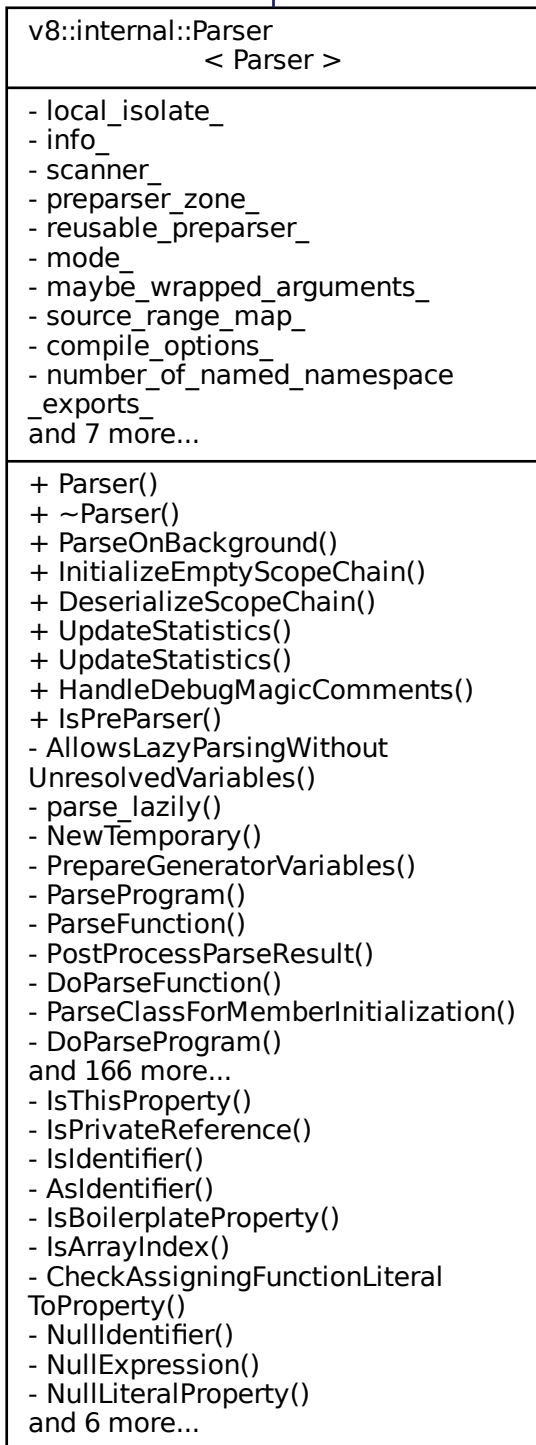 v8::internal::Parser
< Parser >
- local_isolate_
- info_
- scanner_
- preparser_zone_
- reusable_preparser_
- mode_
- maybe_wrapped_arguments_
- source_range_map_
- compile_options_
- number_of_named_namespace
_exports_
and 7 more...
+ Parser()
+ ~Parser()
+ ParseOnBackground()
+ InitializeEmptyScopeChain()
+ DeserializeScopeChain()
+ UpdateStatistics()
+ UpdateStatistics()
+ HandleDebugMagicComments()
+ IsPreParser()
- AllowsLazyParsingWithout
UnresolvedVariables()
- parse_lazily()
- NewTemporary()
- PrepareGeneratorVariables()
- ParseProgram()
- ParseFunction()
- PostProcessParseResult()
- DoParseFunction()
- ParseClassForMemberInitialization()
- DoParseProgram()
and 166 more...
- IsThisProperty()
- IsPrivateReference()
- IsIdentifier()
- AsIdentifier()
- IsBoilerplateProperty()
- IsArrayIndex()
- CheckAssigningFunctionLiteral
ToProperty()
- NullIdentifier()
- NullExpression()
- NullLiteralProperty()
and 6 more...